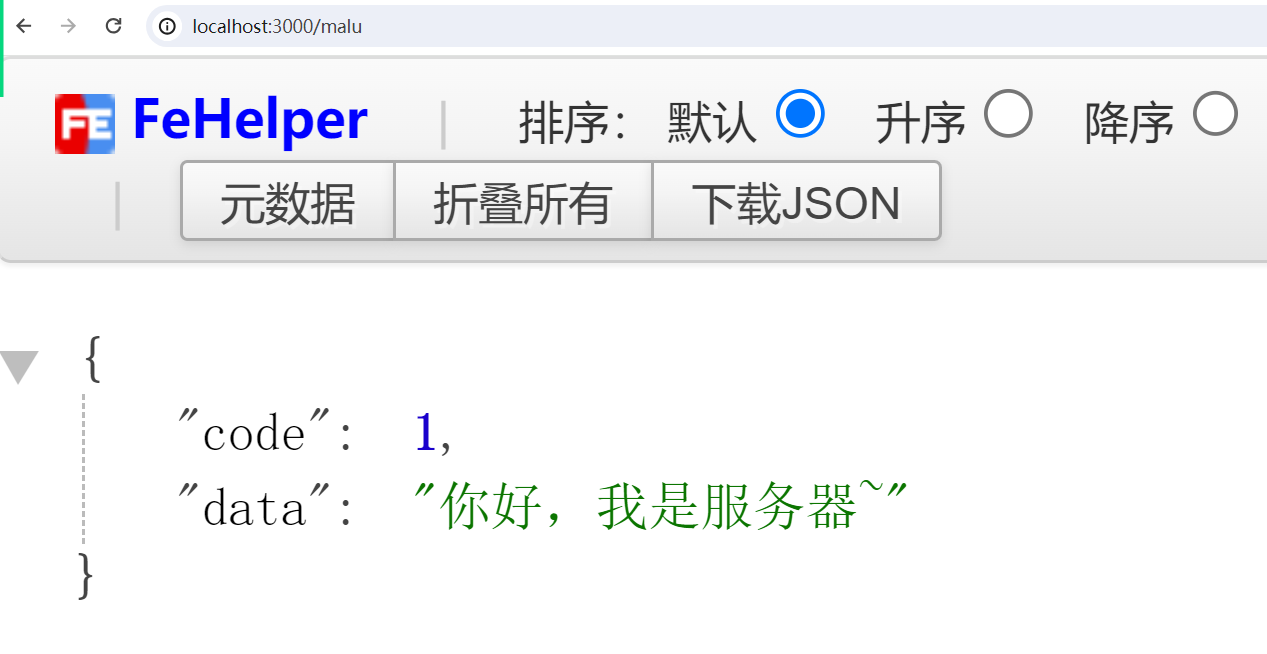 localhost:3000/malu
FE FeHelper | 排序： 默认 升序 降序
| 元数据 折叠所有 下载JSON
{
"code": 1,
"data": "你好，我是服务器~"
}